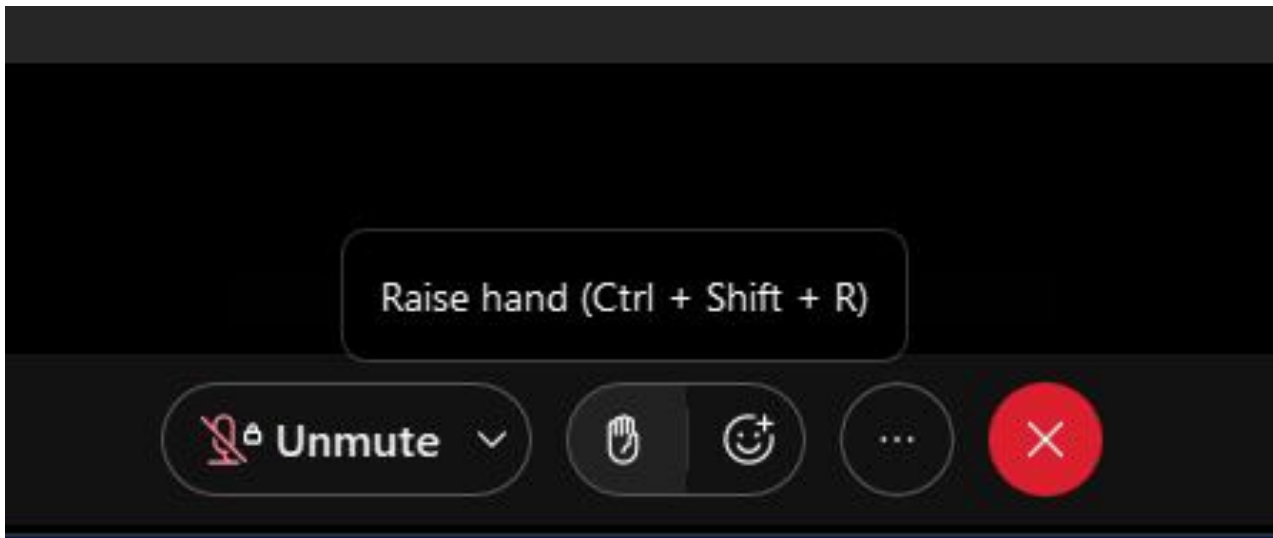 Raise hand (Ctrl + Shift + R)
Unmute